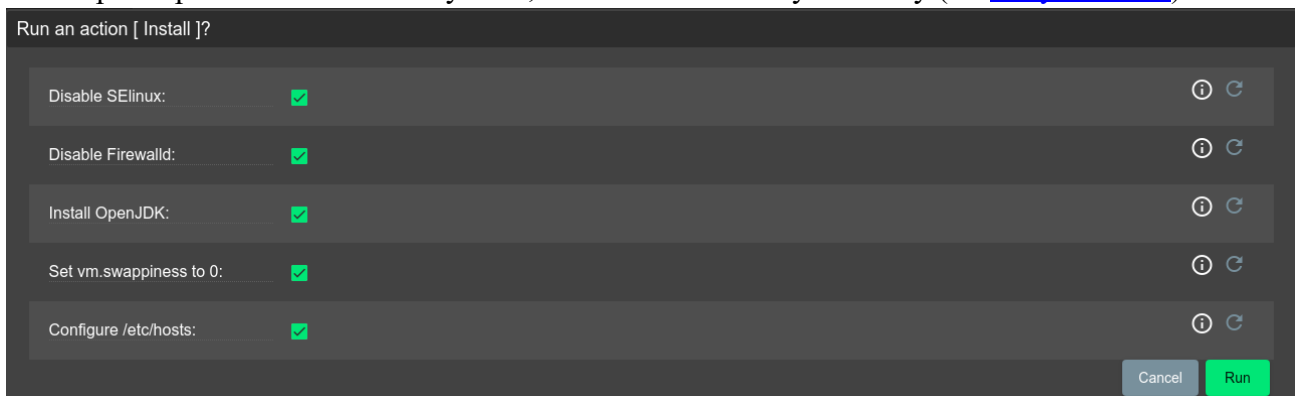 Run an action [ Install ]?
Disable SElinux:
Disable Firewalld:
Install OpenJDK:
Set vm.swappiness to 0:
Configure /etc/hosts:
Cancel Run